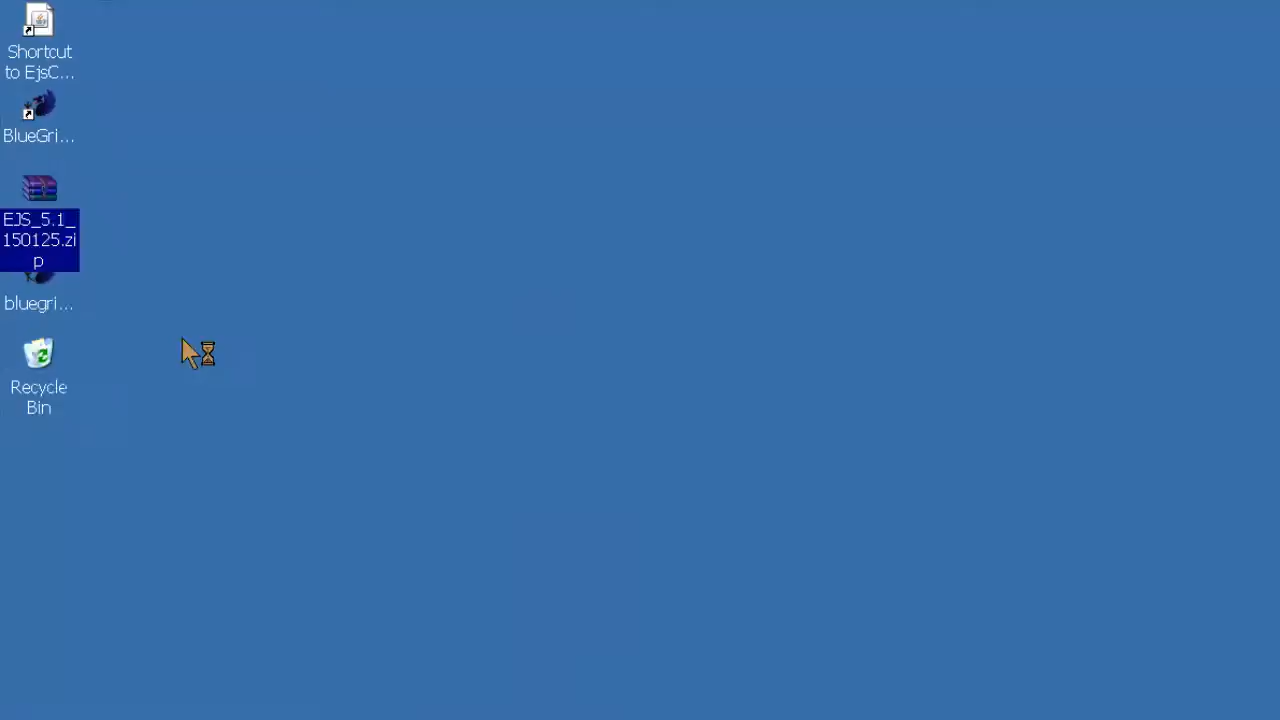 Shortcut
to EjsC...
BlueGri...
EJS_5.1_
150125.zi
p
bluegri...
Recycle
Bin